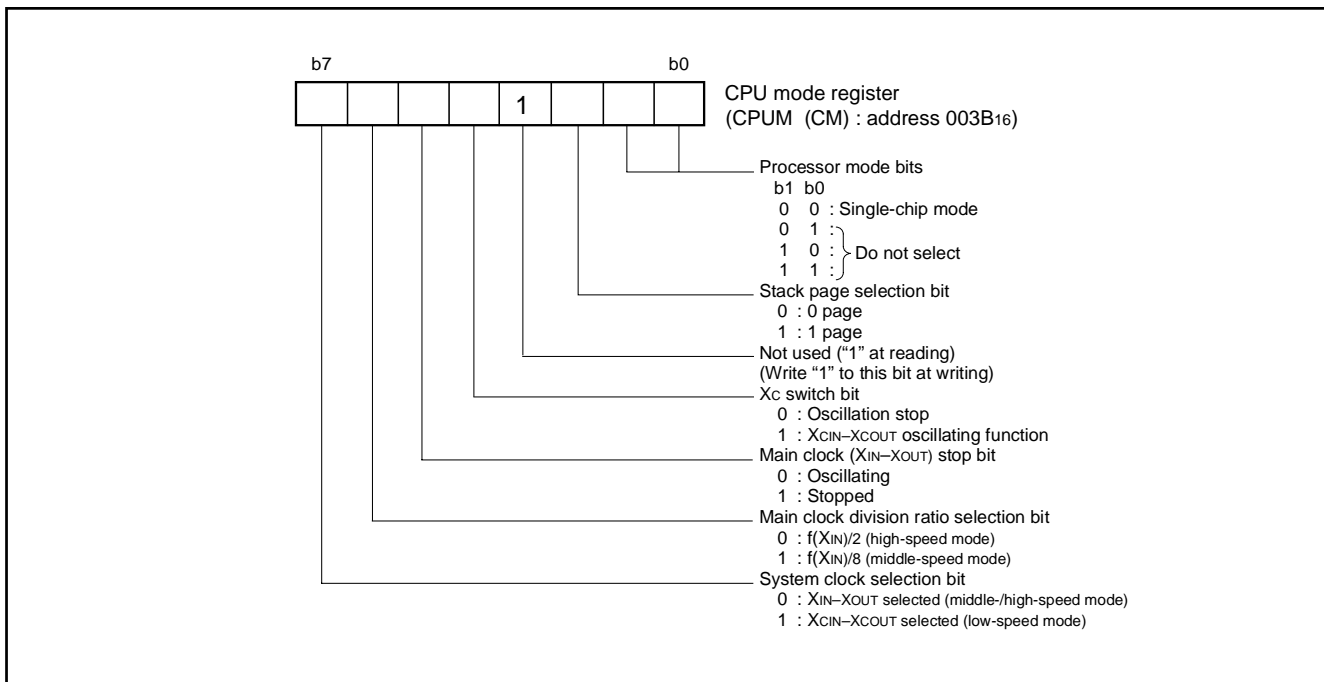 b7 b0
1
CPU mode register
(CPUM (CM) : address 003B16)
Processor mode bits
b1 b0
0 0 : Single-chip mode
0 1 :
1 0 : Do not select
1 1 :
Stack page selection bit
0 : 0 page
1 : 1 page
Not used (“1” at reading)
(Write “1” to this bit at writing)
XC switch bit
0 : Oscillation stop
1 : XCIN–XCOUT oscillating function
Main clock (XIN–XOUT) stop bit
0 : Oscillating
1 : Stopped
Main clock division ratio selection bit
0 : f(XIN)/2 (high-speed mode)
1 : f(XIN)/8 (middle-speed mode)
System clock selection bit
0 : XIN–XOUT selected (middle-/high-speed mode)
1 : XCIN–XCOUT selected (low-speed mode)